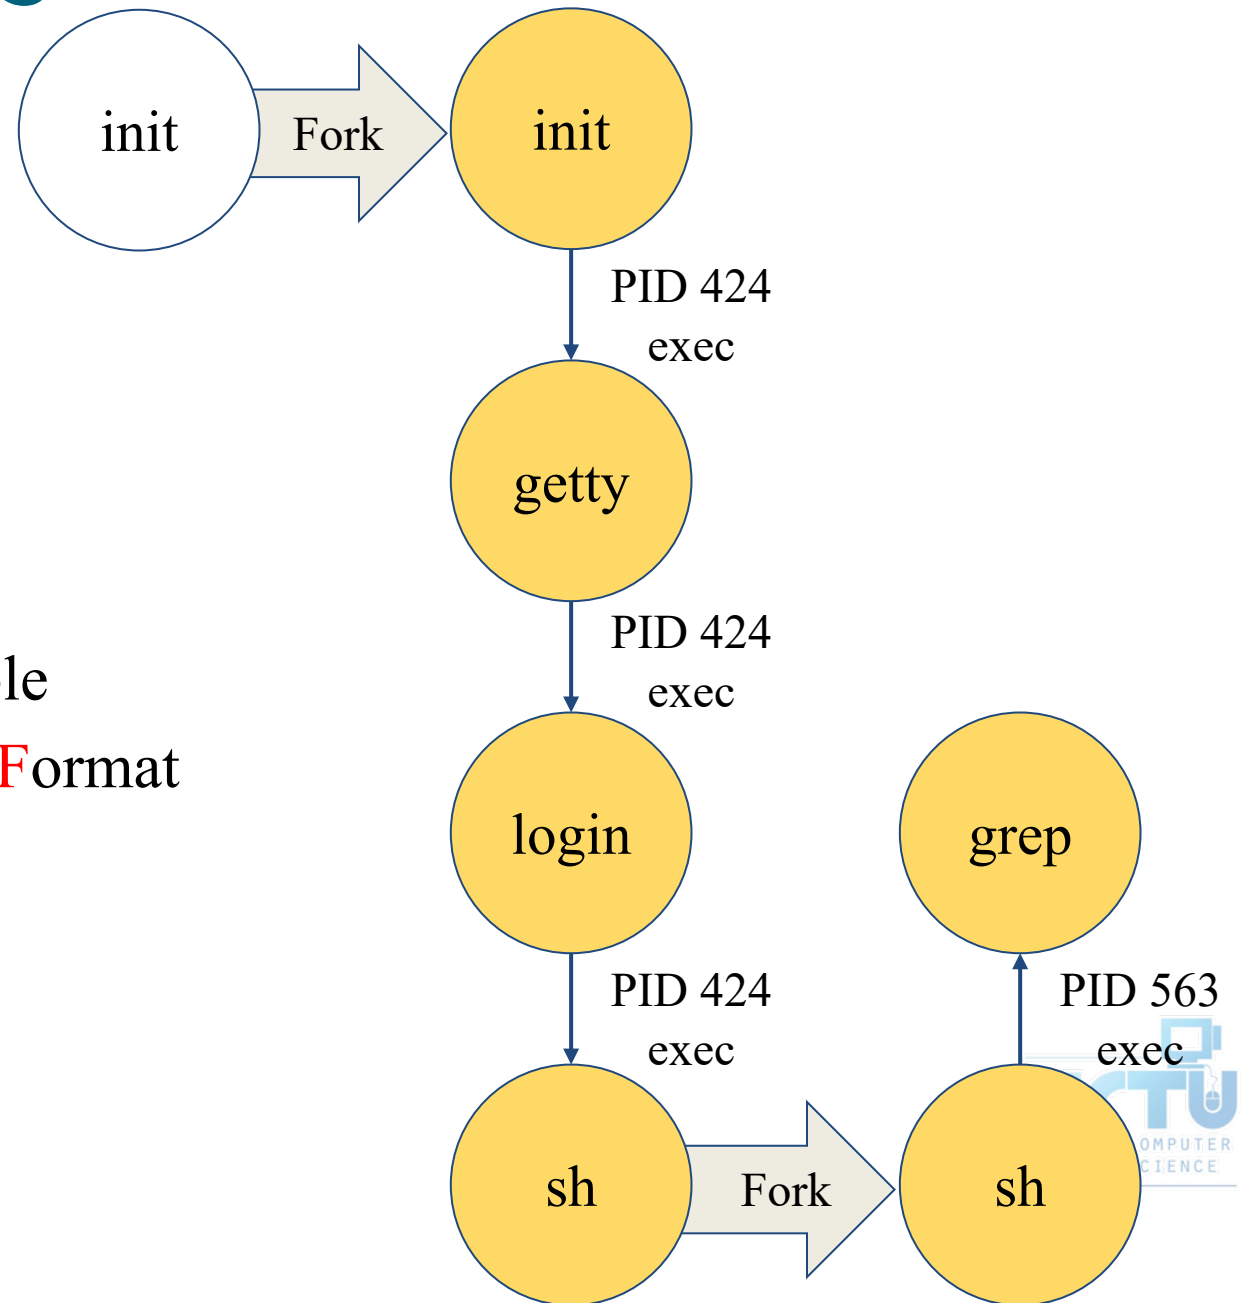 init
Fork
init
PID 424
exec
getty
PID 424
exec
Format
login
grep
PID 424
exec
PID 563
exec
sh
Fork
sh
OMPUTER
CIENCE